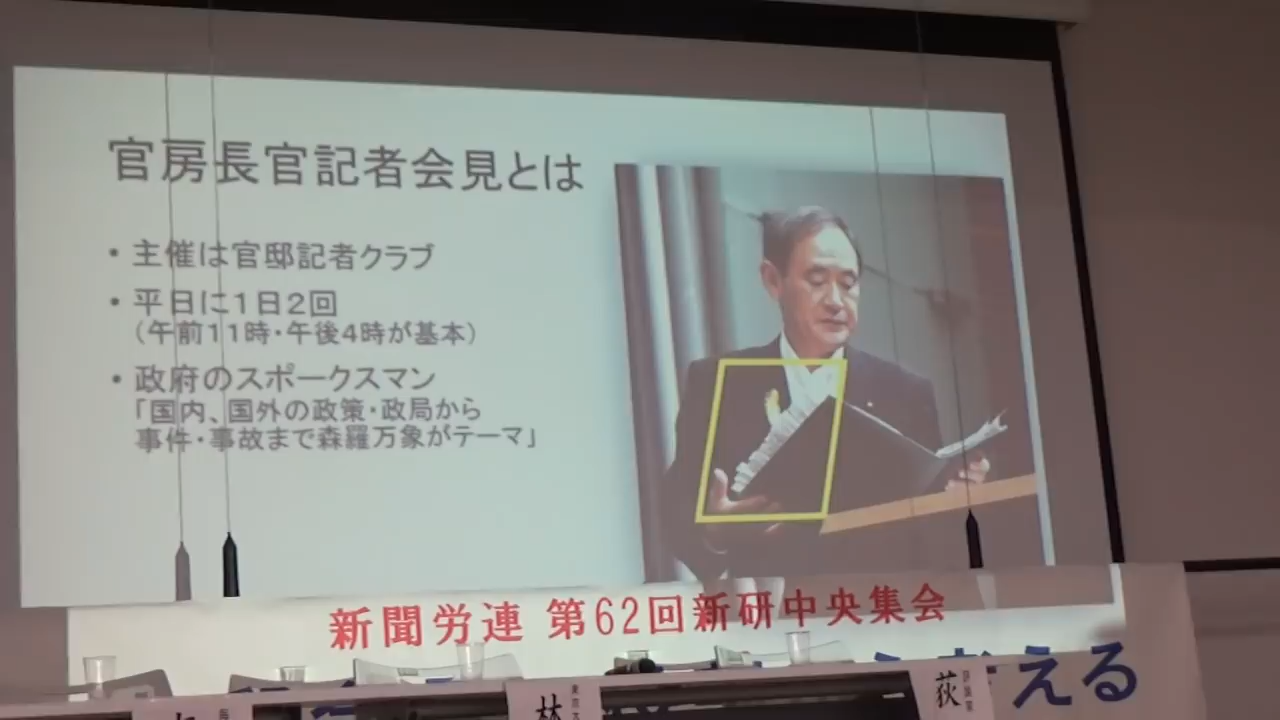 官房長官記者会見とは
・主催は官邸記者クラブ
・平日に1日2回
（午前11時・午後4時が基本）
・政府のスポークスマン
「国内、国外の政策・政局から
事件・事故まで森羅万象がテーマ」
新聞労連 第62回新研中央集会
考える
林
荻